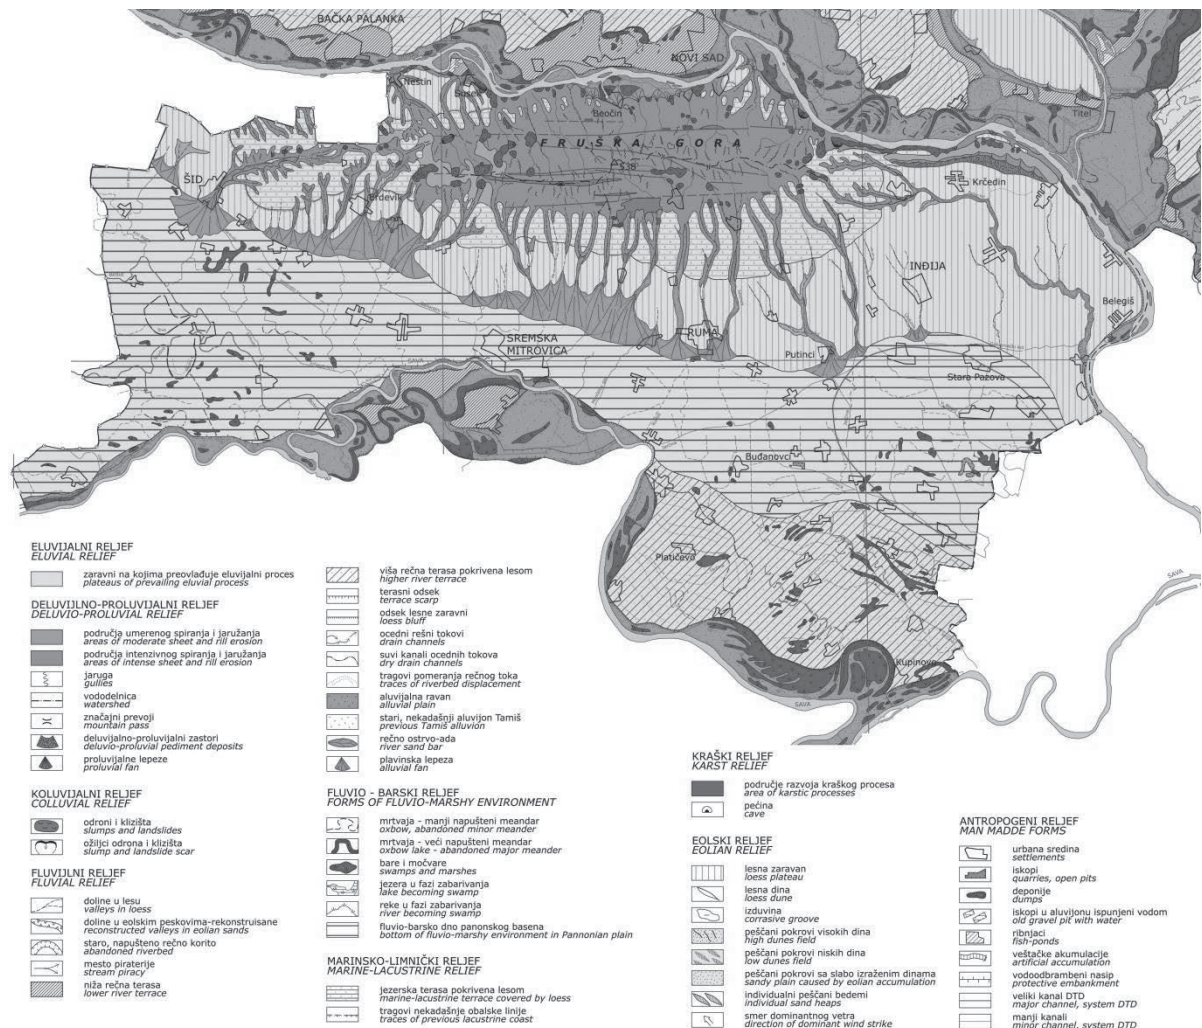 BAČKA PALANKA
NOVI SAD
Neštin
Susek
Beočin
Titel
FRUŠKA GORA
538
ŠID
Erdevik
Krčedin
INĐIJA
Belegiš
RUMA
SREMSKA
MITROVICA
Putinci
Stara Pazova
SAVA
Buđanovci
Platičevo
Kupinovo
SAVA
SAVA
ELUVIJALNI RELJEF
ELUVIAL RELIEF
zaravni na kojima preovlađuje eluvijalni proces
plateaus of prevailing eluvial process
DELUVIJLNO-PROLUVIJALNI RELJEF
DELUVIO-PROLUVIAL RELIEF
područja umerenog spiranja i jaružanja
areas of moderate sheet and rill erosion
područja intenzivnog spiranja i jaružanja
areas of intense sheet and rill erosion
jaruga
gullies
vododelnica
watershed
značajni prevoji
mountain pass
deluvijalno-proluvijalni zastori
deluvio-proluvial pediment deposits
proluvijalne lepeze
proluvial fan
KOLUVIJALNI RELJEF
COLLUVIAL RELIEF
odroni i klizišta
slumps and landslides
ožiljci odrona i klizišta
slump and landslide scar
FLUVIJLNI RELJEF
FLUVIAL RELIEF
doline u lesu
valleys in loess
doline u eolskim peskovima-rekonstruisane
reconstructed valleys in eolian sands
staro, napušteno rečno korito
abandoned riverbed
mesto piraterije
stream piracy
niža rečna terasa
lower river terrace
viša rečna terasa pokrivena lesom
higher river terrace
terasni odsek
terrace scarp
odsek lesne zaravni
loess bluff
ocedni rešni tokovi
drain channels
suvi kanali ocednih tokova
dry drain channels
tragovi pomeranja rečnog toka
traces of riverbed displacement
aluvijalna ravan
alluvial plain
stari, nekadašnji aluvijon Tamiš
previous Tamiš alluvion
rečno ostrvo-ada
river sand bar
plavinska lepeza
alluvial fan
FLUVIO - BARSKI RELJEF
FORMS OF FLUVIO-MARSHY ENVIRONMENT
mrtvaja - manji napušteni meandar
oxbow, abandoned minor meander
mrtvaja - veći napušteni meandar
oxbow lake - abandoned major meander
bare i močvare
swamps and marshes
jezera u fazi zabarivanja
lake becoming swamp
reke u fazi zabarivanja
river becoming swamp
fluvio-barsko dno panonskog basena
bottom of fluvio-marshy environment in Pannonian plain
MARINSKO-LIMNIČKI RELJEF
MARINE-LACUSTRINE RELIEF
jezerska terasa pokrivena lesom
marine-lacustrine terrace covered by loess
tragovi nekadašnje obalske linije
traces of previous lacustrine coast
KRAŠKI RELJEF
KARST RELIEF
područje razvoja kraškog procesa
area of karstic processes
pećina
cave
EOLSKI RELJEF
EOLIAN RELIEF
lesna zaravan
loess plateau
lesna dina
loess dune
izduvina
corrasive groove
peščani pokrovi visokih dina
high dunes field
peščani pokrovi niskih dina
low dunes field
peščani pokrovi sa slabo izraženim dinama
sandy plain caused by eolian accumulation
individualni peščani bedemi
individual sand heaps
smer dominantnog vetra
direction of dominant wind strike
ANTROPOGENI RELJEF
MAN MADDE FORMS
urbana sredina
settlements
iskopi
quarries, open pits
deponije
dumps
iskopi u aluvijonu ispunjeni vodom
old gravel pit with water
ribnjaci
fish-ponds
veštačke akumulacije
artificial accumulation
vodoodbrambeni nasip
protective embankment
veliki kanal DTD
major channel, system DTD
manji kanali
minor channel, system DTD